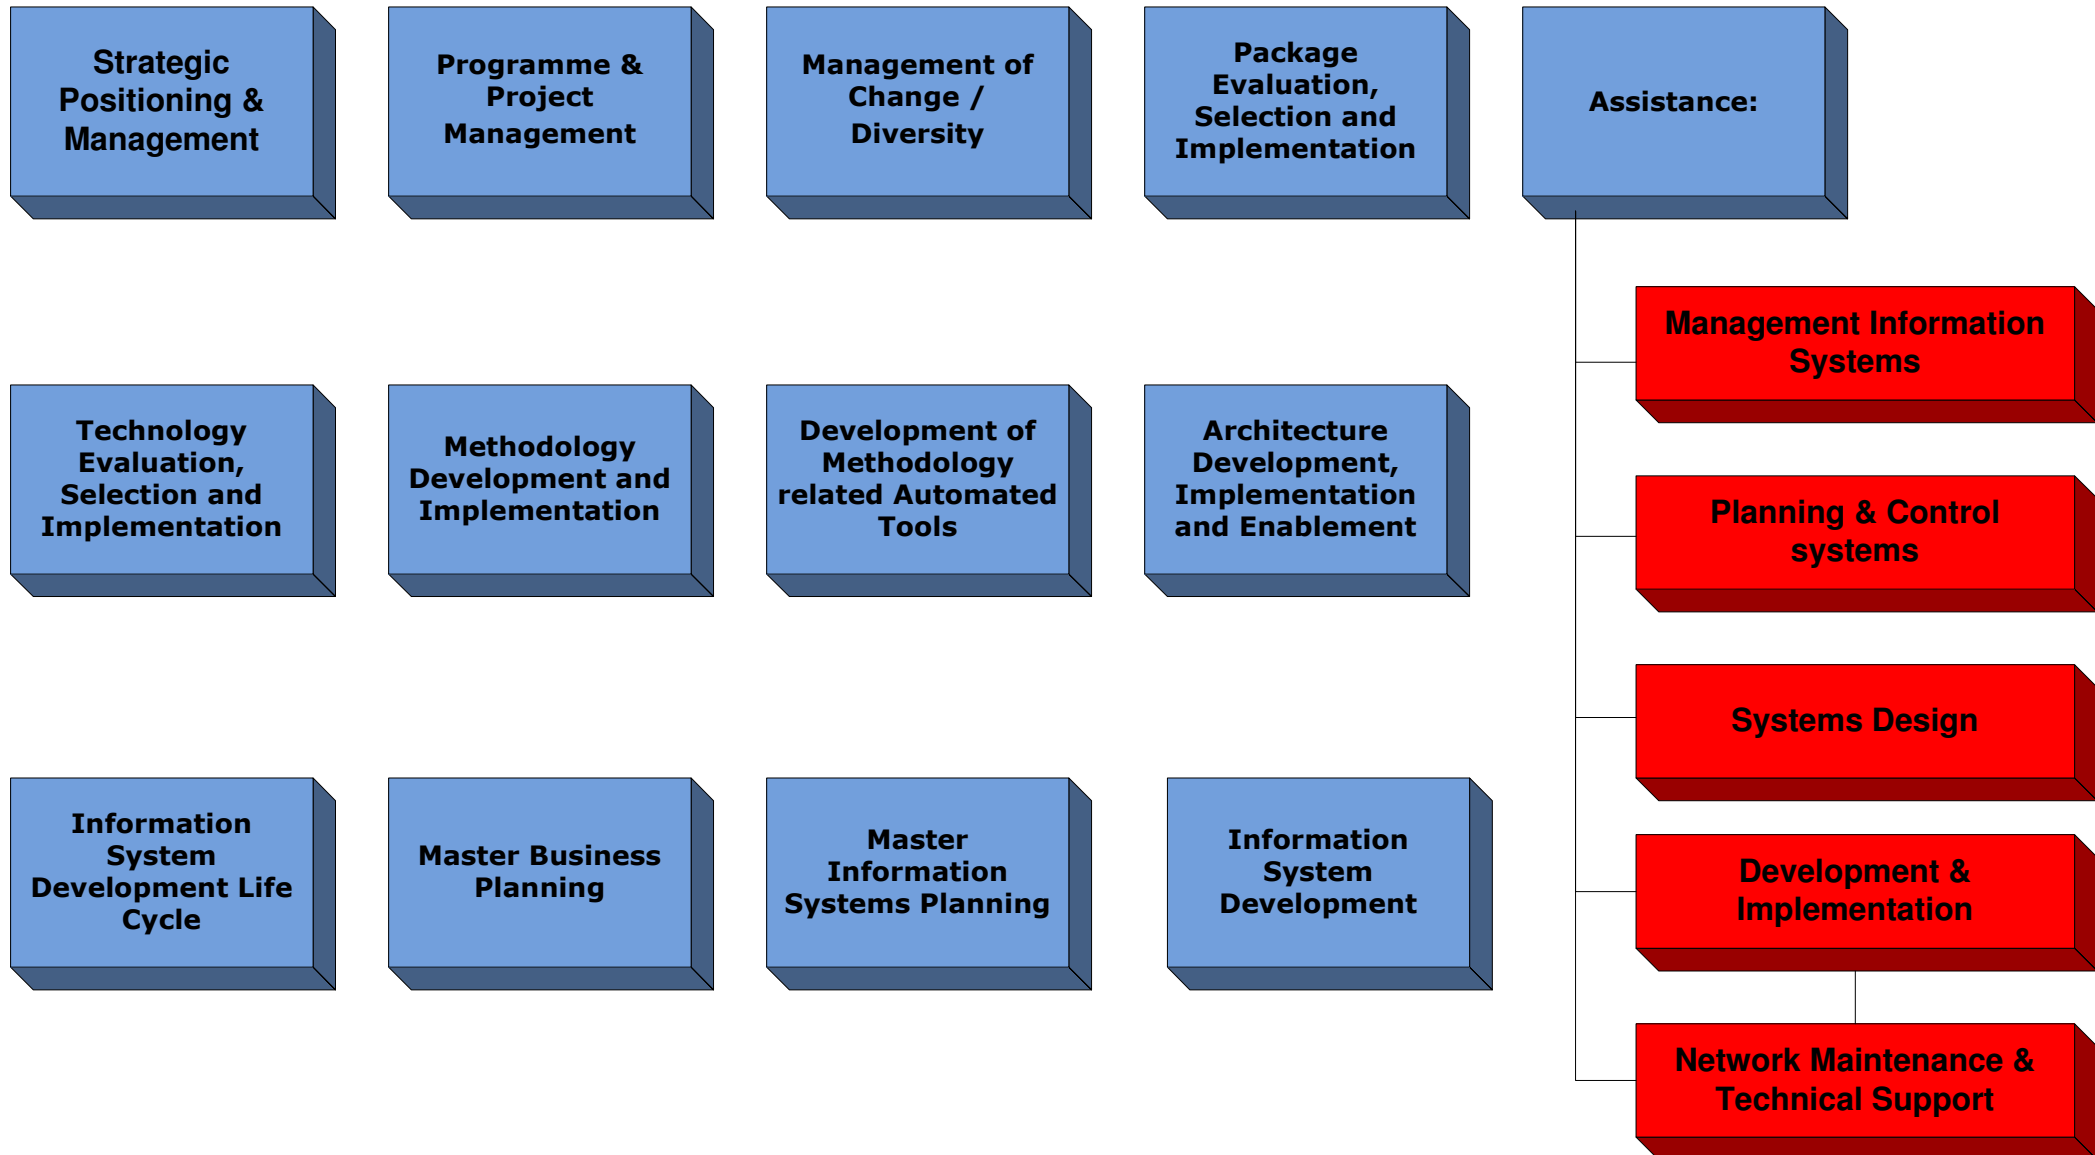 Strategic
Positioning &
Management
Programme &
Project
Management
Management of
Change /
Diversity
Package
Evaluation,
Selection and
Implementation
Assistance:
Technology
Evaluation,
Selection and
Implementation
Methodology
Development and
Implementation
Development of
Methodology
related Automated
Tools
Architecture
Development,
Implementation
and Enablement
Information
System
Development Life
Cycle
Master Business
Planning
Master
Information
Systems Planning
Information
System
Development
Management Information
Systems
Planning & Control
systems
Systems Design
Development &
Implementation
Network Maintenance &
Technical Support